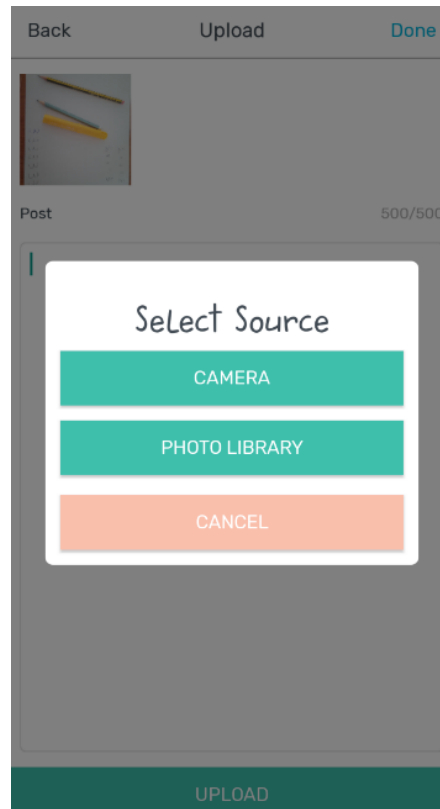 Back Upload Done
Post 500/500
Select Source
CAMERA
PHOTO LIBRARY
CANCEL
UPLOAD